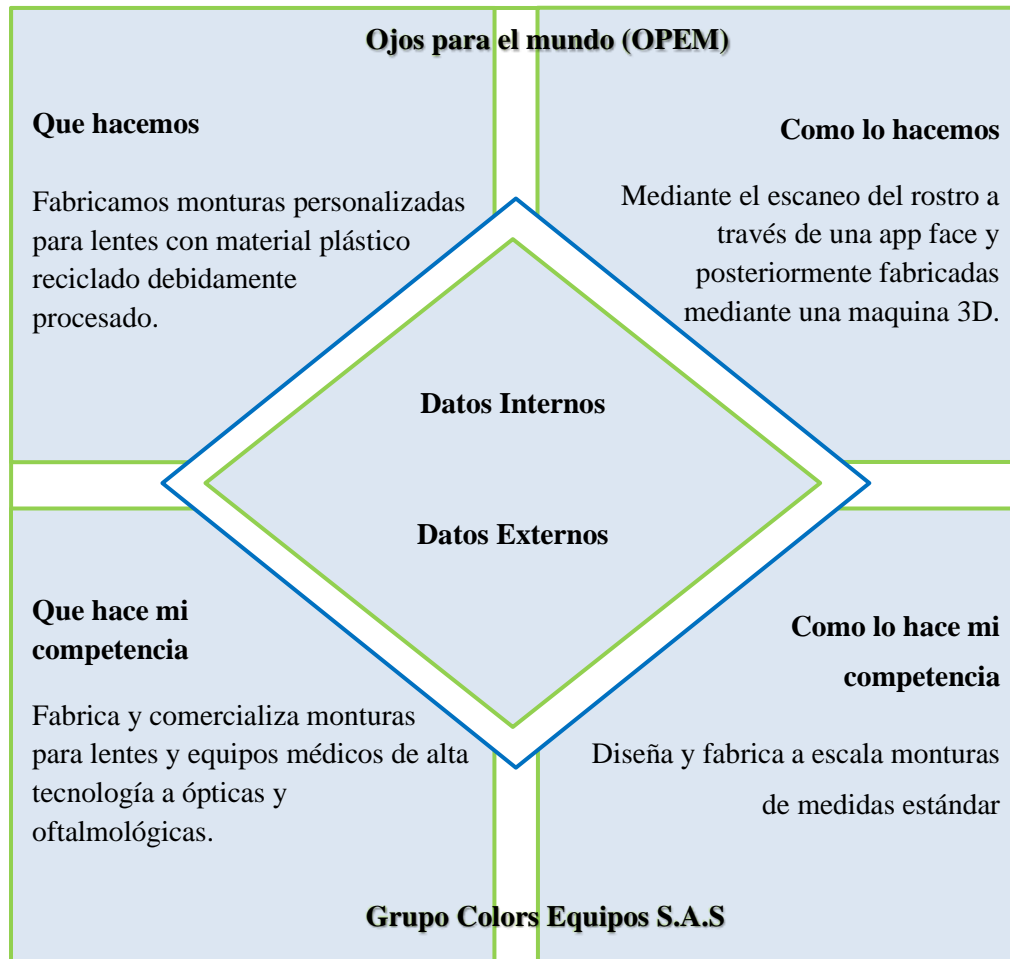 Ojos para el mundo (OPEM)
Que hacemos
Fabricamos monturas personalizadas
para lentes con material plástico
reciclado debidamente
procesado.
Como lo hacemos
Mediante el escaneo del rostro a
través de una app face y
posteriormente fabricadas
mediante una maquina 3D.
Datos Internos
Datos Externos
Que hace mi
competencia
Fabrica y comercializa monturas
para lentes y equipos médicos de alta
tecnología a ópticas y
oftalmológicas.
Como lo hace mi
competencia
Diseña y fabrica a escala monturas
de medidas estándar
Grupo Colors Equipos S.A.S